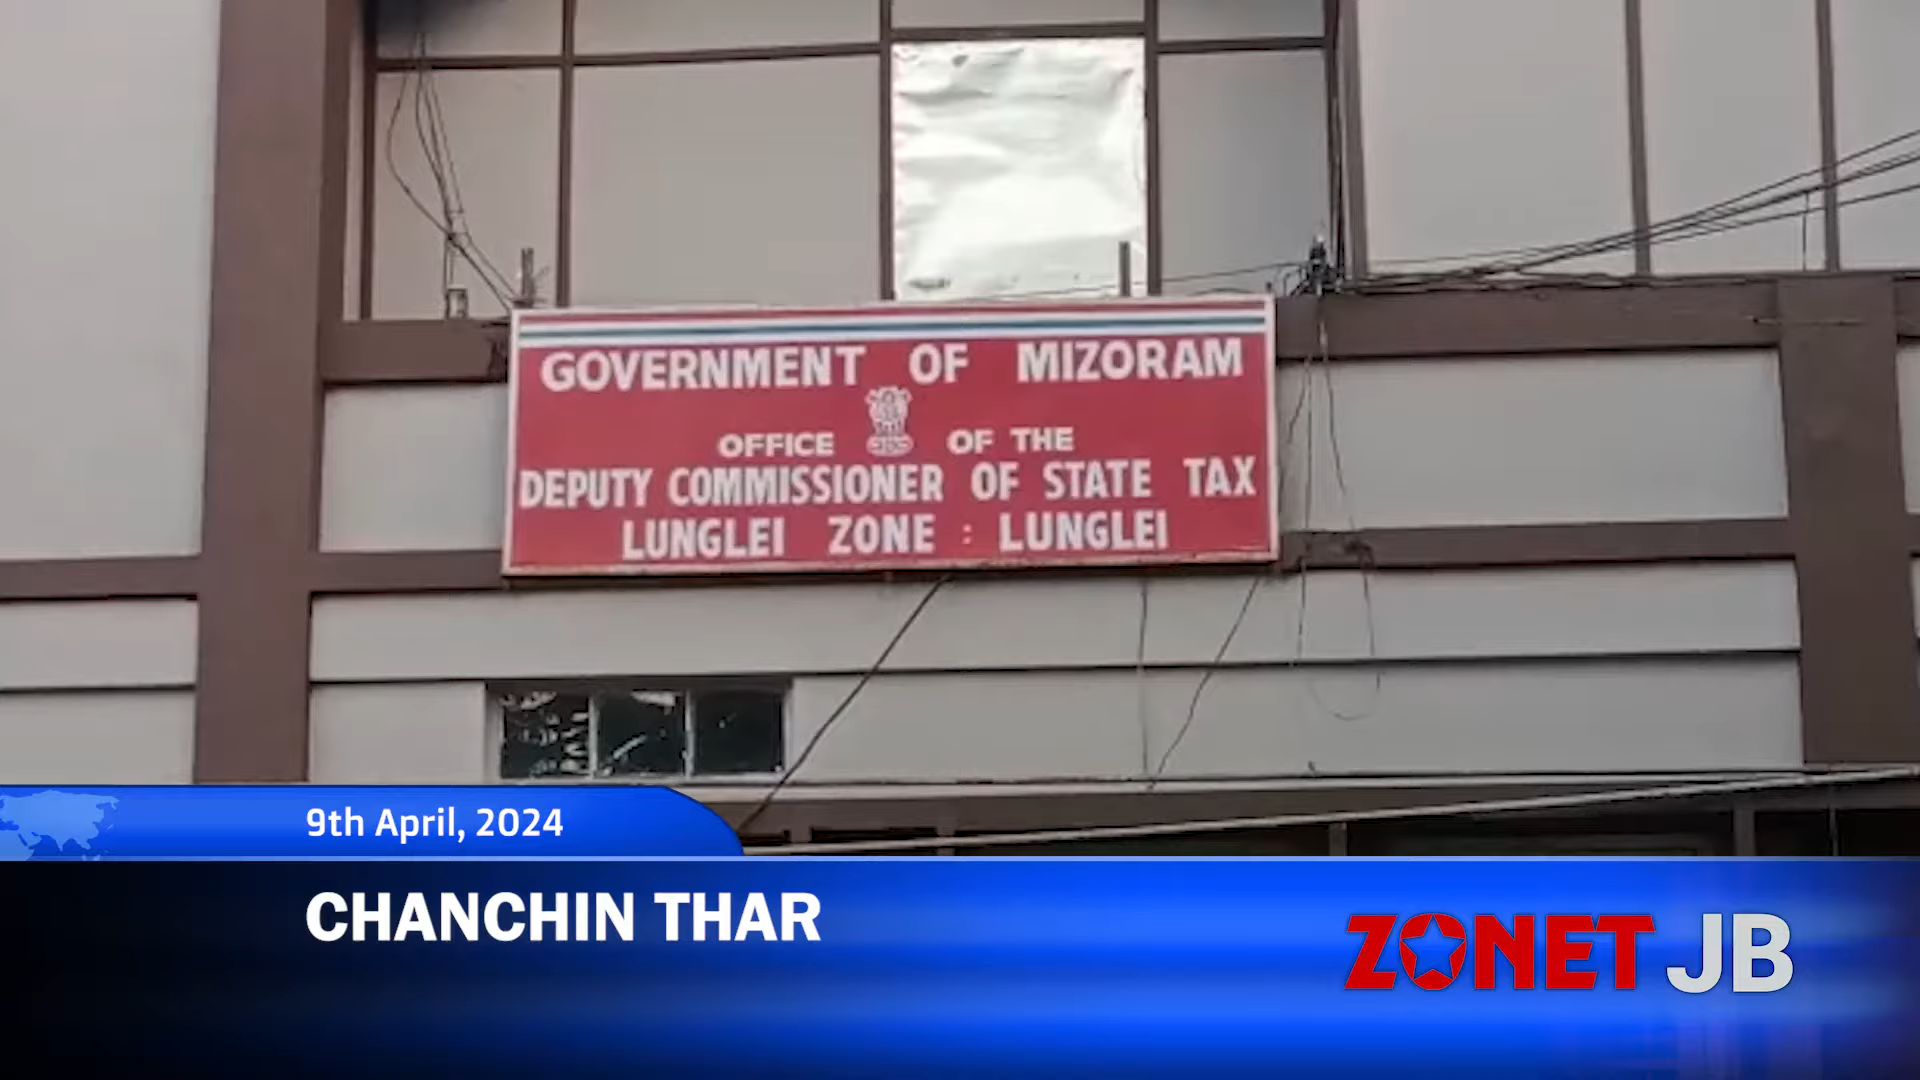 GOVERNMENT OF MIZORAM
OFFICE OF THE
DEPUTY COMMISSIONER OF STATE TAX
LUNGLEI ZONE : LUNGLEI
9th April, 2024
CHANCHIN THAR
ZONET JB